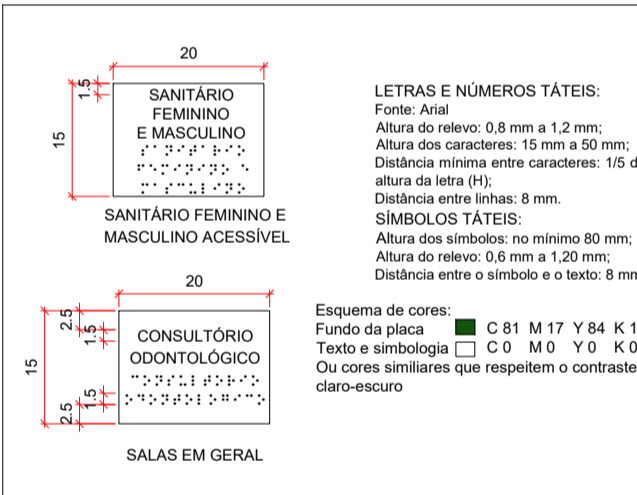 20
1.5
15
SANITÁRIO
FEMININO
E MASCULINO
SANITÁRIO FEMININO E
MASCULINO ACESSÍVEL
20
2.5
1.5
15
1.5
2.5
CONSULTÓRIO
ODONTOLÓGICO
SALAS EM GERAL
LETRAS E NÚMEROS TÁTEIS:
Fonte: Arial
Altura do relevo: 0,8 mm a 1,2 mm;
Altura dos caracteres: 15 mm a 50 mm;
Distância mínima entre caracteres: 1/5 d
altura da letra (H);
Distância entre linhas: 8 mm.
SÍMBOLOS TÁTEIS:
Altura dos símbolos: no mínimo 80 mm;
Altura do relevo: 0,6 mm a 1,20 mm;
Distância entre o símbolo e o texto: 8 mm
Esquema de cores:
Fundo da placa C 81 M 17 Y 84 K 1
Texto e simbologia C 0 M 0 Y 0 K 0
Ou cores similiares que respeitem o contraste
claro-escuro